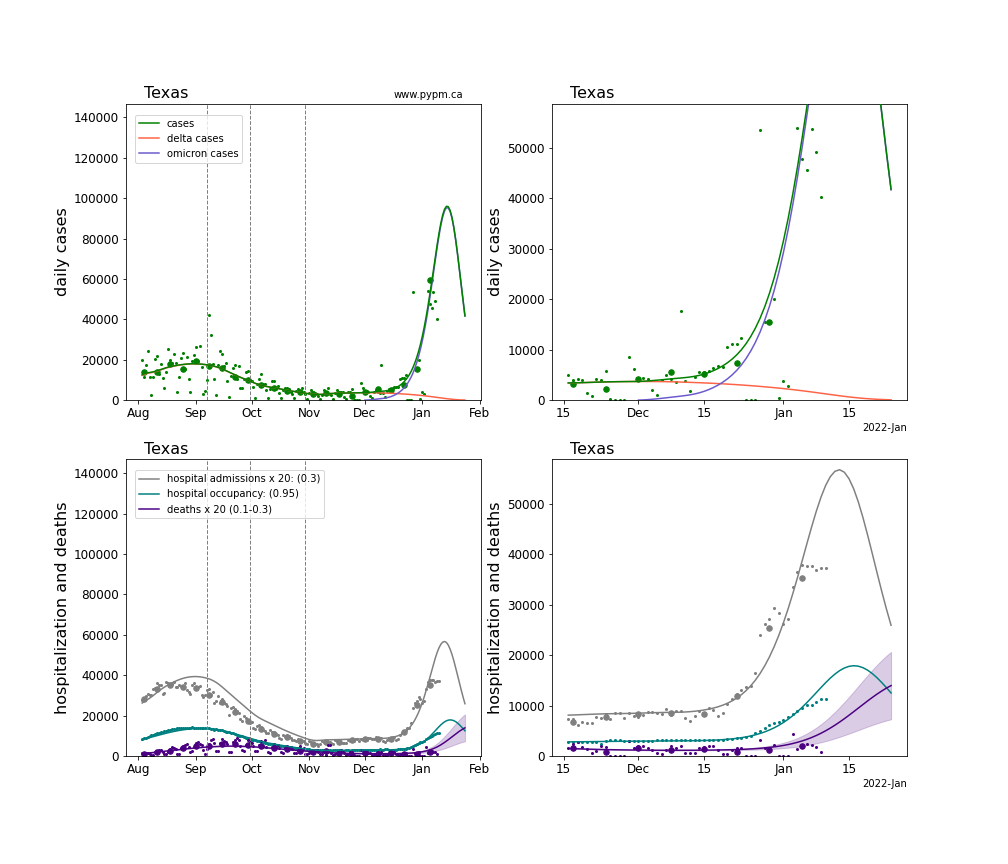 Texas
www.pypm.ca
140000
120000
100000
80000
60000
40000
20000
0
daily cases
cases
delta cases
omicron cases
Aug
Sep
Oct
Nov
Dec
Jan
Feb
Texas
50000
40000
30000
20000
10000
0
daily cases
15
Dec
15
Jan
15
2022-Jan
Texas
140000
120000
100000
80000
60000
40000
20000
0
hospitalization and deaths
hospital admissions x 20: (0.3)
hospital occupancy: (0.95)
deaths x 20 (0.1-0.3)
Aug
Sep
Oct
Nov
Dec
Jan
Feb
Texas
50000
40000
30000
20000
10000
0
hospitalization and deaths
15
Dec
15
Jan
15
2022-Jan